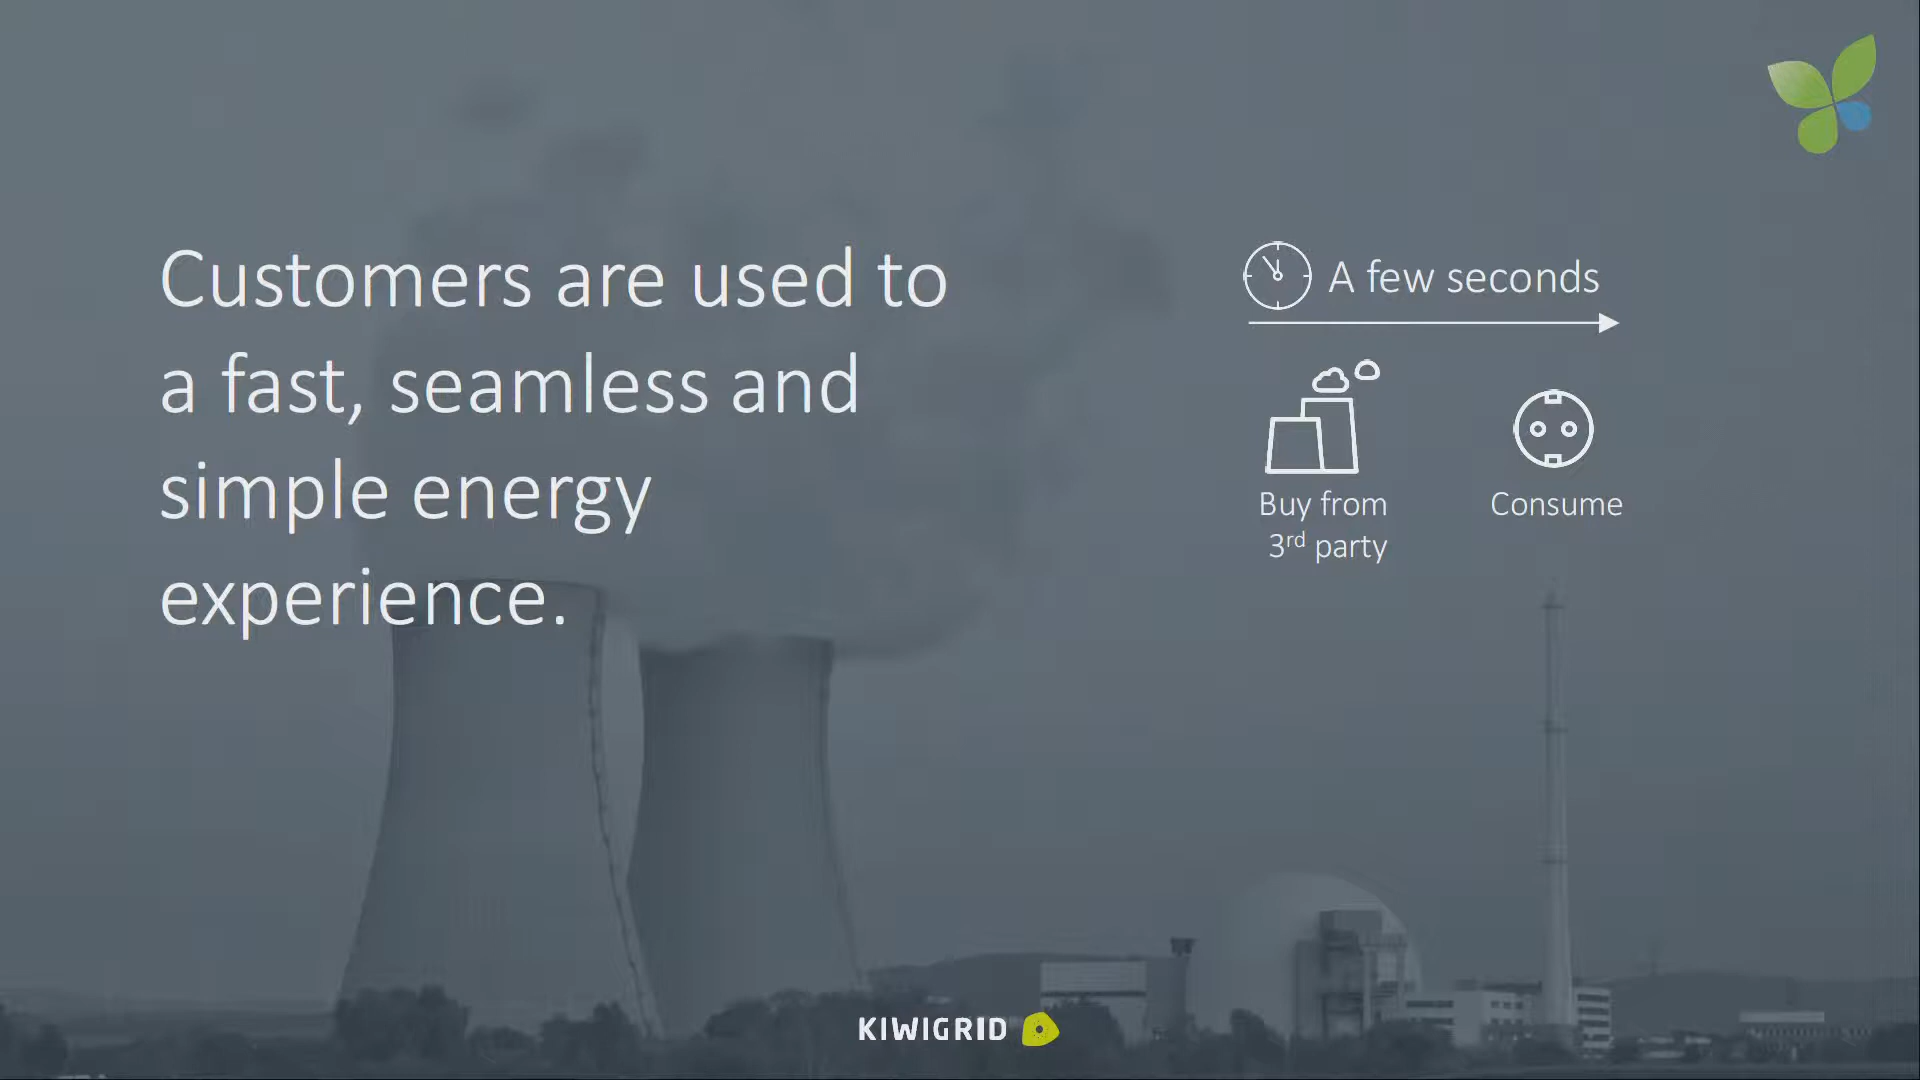 Customers are used to
a fast, seamless and
simple energy
experience.
A few seconds
Buy from
3rd party
Consume
KIWIGRID